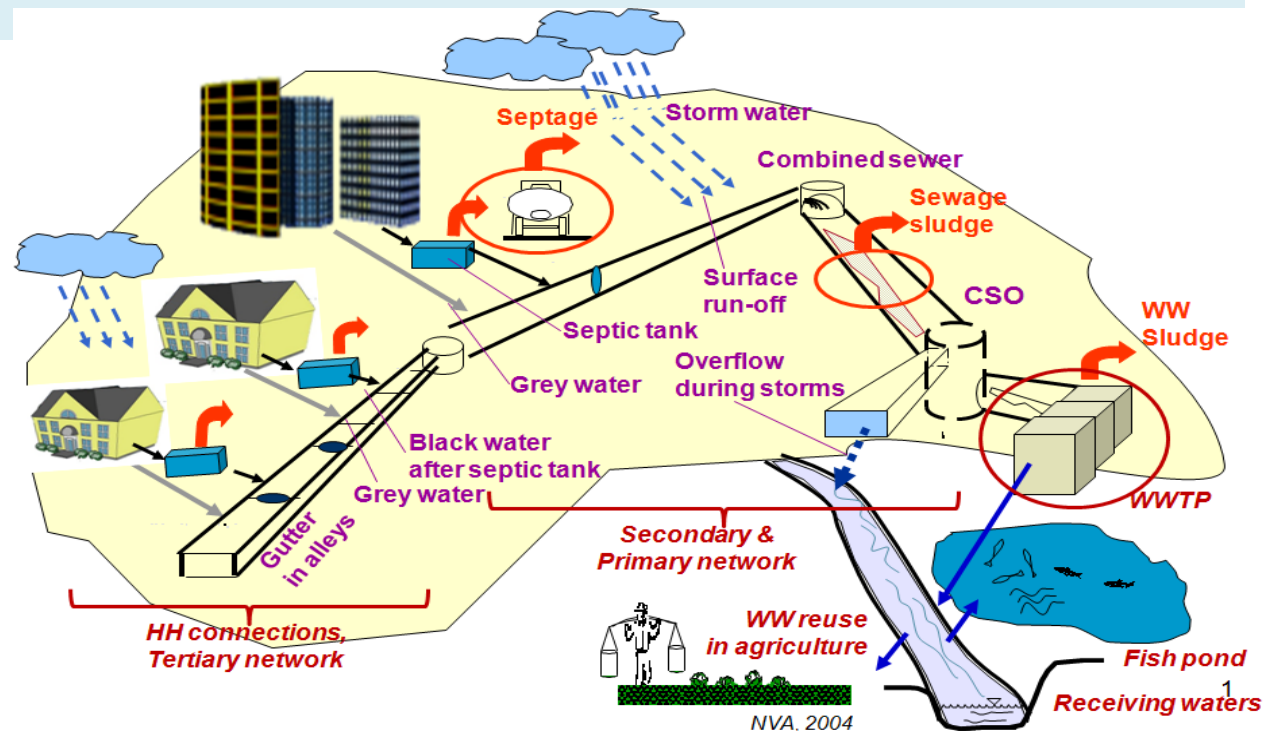 Septage
Storm water
Combined sewer
Sewage
sludge
Surface
run-off
CSO
WW
Sludge
Septic tank
Overflow
during storms
Grey water
Black water
after septic tank
Grey water
WWTP
Gutter
in alleys
Secondary &
Primary network
HH connections,
Tertiary network
WW reuse
in agriculture
Fish pond
Receiving waters
1
NVA, 2004